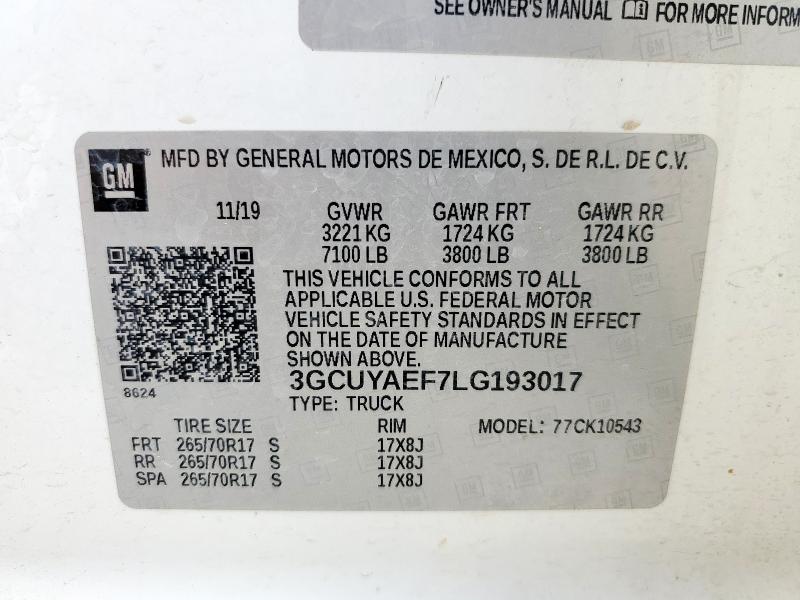 SEE OWNER'S MANUAL FOR MORE INFORM
GM MFD BY GENERAL MOTORS DE MEXICO, S. DE R.L. DE C.V.
11/19 GVWR GAWR FRT GAWR RR
3221 KG 1724 KG 1724 KG
7100 LB 3800 LB 3800 LB
THIS VEHICLE CONFORMS TO ALL
APPLICABLE U.S. FEDERAL MOTOR
VEHICLE SAFETY STANDARDS IN EFFECT
ON THE DATE OF MANUFACTURE
SHOWN ABOVE.
3GCUYAEF7LG193017
8624
TYPE: TRUCK
TIRE SIZE RIM MODEL: 77CK10543
FRT 265/70R17 S 17X8J
RR 265/70R17 S 17X8J
SPA 265/70R17 S 17X8J